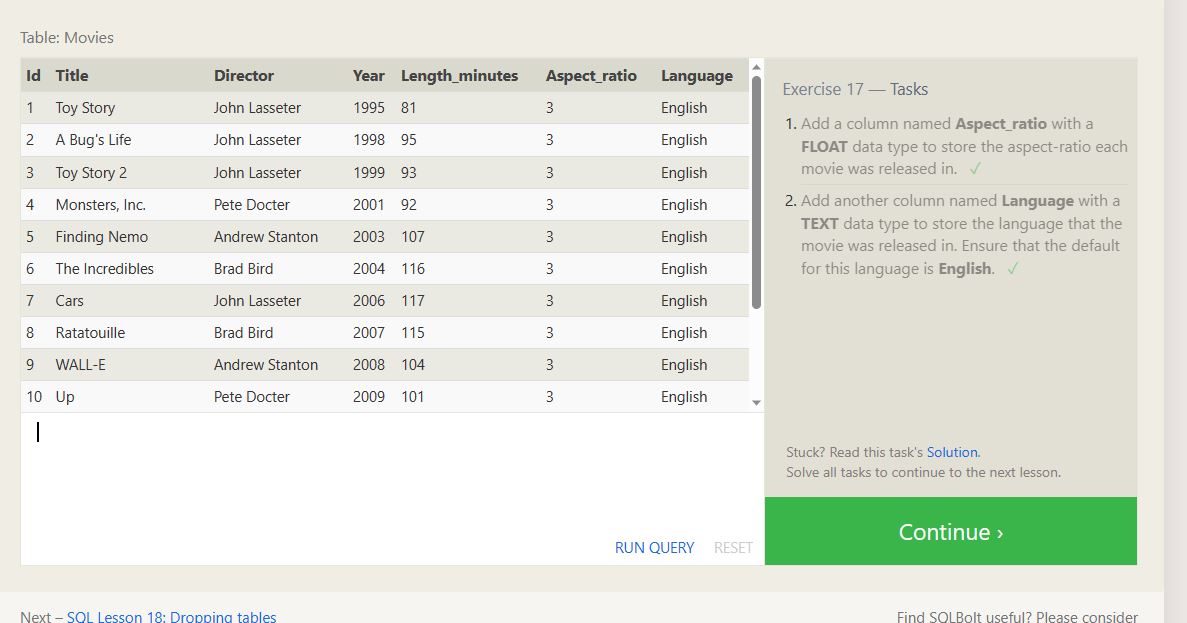 Table: Movies
Id Title Director Year Length_minutes Aspect_ratio Language
1 Toy Story John Lasseter 1995 81 3 English
2 A Bug's Life John Lasseter 1998 95 3 English
3 Toy Story 2 John Lasseter 1999 93 3 English
4 Monsters, Inc. Pete Docter 2001 92 3 English
5 Finding Nemo Andrew Stanton 2003 107 3 English
6 The Incredibles Brad Bird 2004 116 3 English
7 Cars John Lasseter 2006 117 3 English
8 Ratatouille Brad Bird 2007 115 3 English
9 WALL-E Andrew Stanton 2008 104 3 English
10 Up Pete Docter 2009 101 3 English
RUN QUERY RESET
Exercise 17 — Tasks
1. Add a column named Aspect_ratio with a
FLOAT data type to store the aspect-ratio each
movie was released in. ✓
2. Add another column named Language with a
TEXT data type to store the language that the
movie was released in. Ensure that the default
for this language is English. ✓
Stuck? Read this task's Solution.
Solve all tasks to continue to the next lesson.
Continue ›
Next – SQL Lesson 18: Dropping tables
Find SQLBolt useful? Please consider